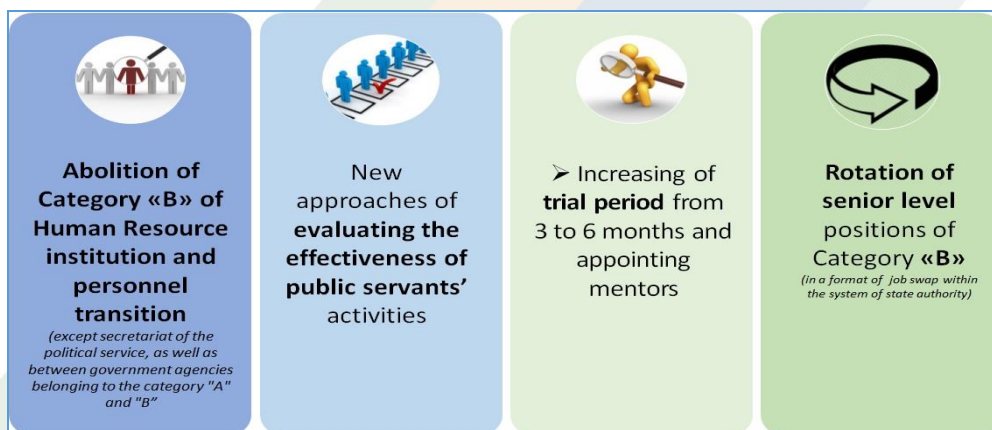 Abolition of
Category «B» of
Human Resource
institution and
personnel
transition
(except secretariat of the
political service, as well as
between government agencies
belonging to the category "A"
and "B”
New
approaches of
evaluating the
effectiveness of
public servants’
activities
➢ Increasing of
trial period from
3 to 6 months and
appointing
mentors
Rotation of
senior level
positions of
Category «B»
(in a format of job swap within
the system of state authority)